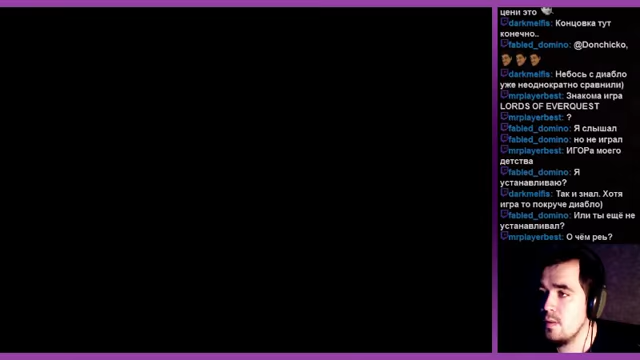 цени это
darkmelfis: Концовка тут
конечно..
fabled_domino: @Donchicko,
darkmelfis: Небось с диабло
уже неоднократно сравнили)
mrplayerbest: Знакома игра
LORDS OF EVERQUEST
mrplayerbest: ?
fabled_domino: Я слышал
fabled_domino: но не играл
mrplayerbest: ИГОРа моего
детства
fabled_domino: Я
устанавливаю?
darkmelfis: Так и знал. Хотя
игра то покруче диабло)
fabled_domino: Или ты ещё не
устанавливал?
mrplayerbest: О чём реь?